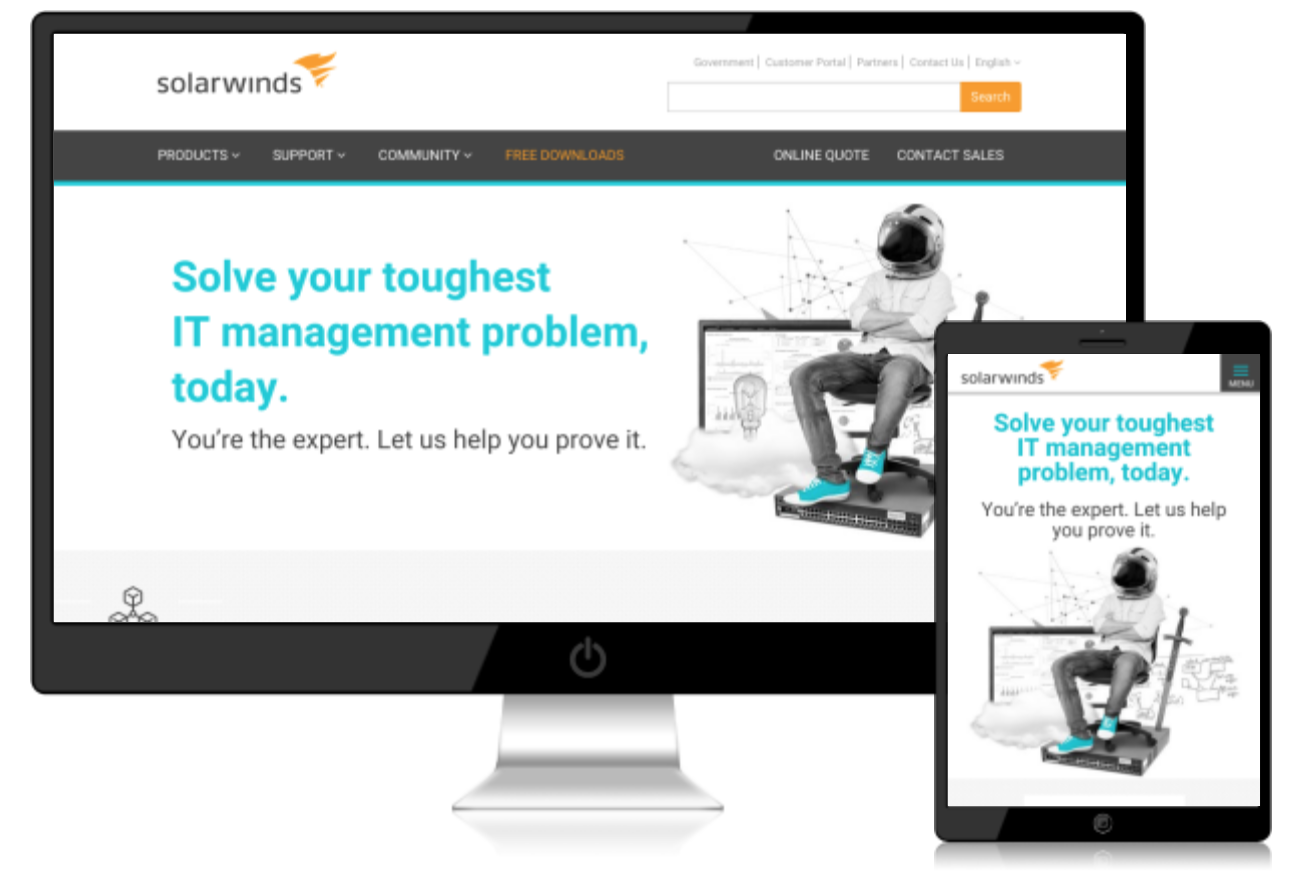 solarwinds
Government | Customer Portal | Partners | Contact Us | English
Search
PRODUCTS SUPPORT COMMUNITY FREE DOWNLOADS ONLINE QUOTE CONTACT SALES
Solve your toughest
IT management problem,
today.
You're the expert. Let us help you prove it.
solarwinds
MENU
Solve your toughest
IT management
problem, today.
You're the expert. Let us help
you prove it.